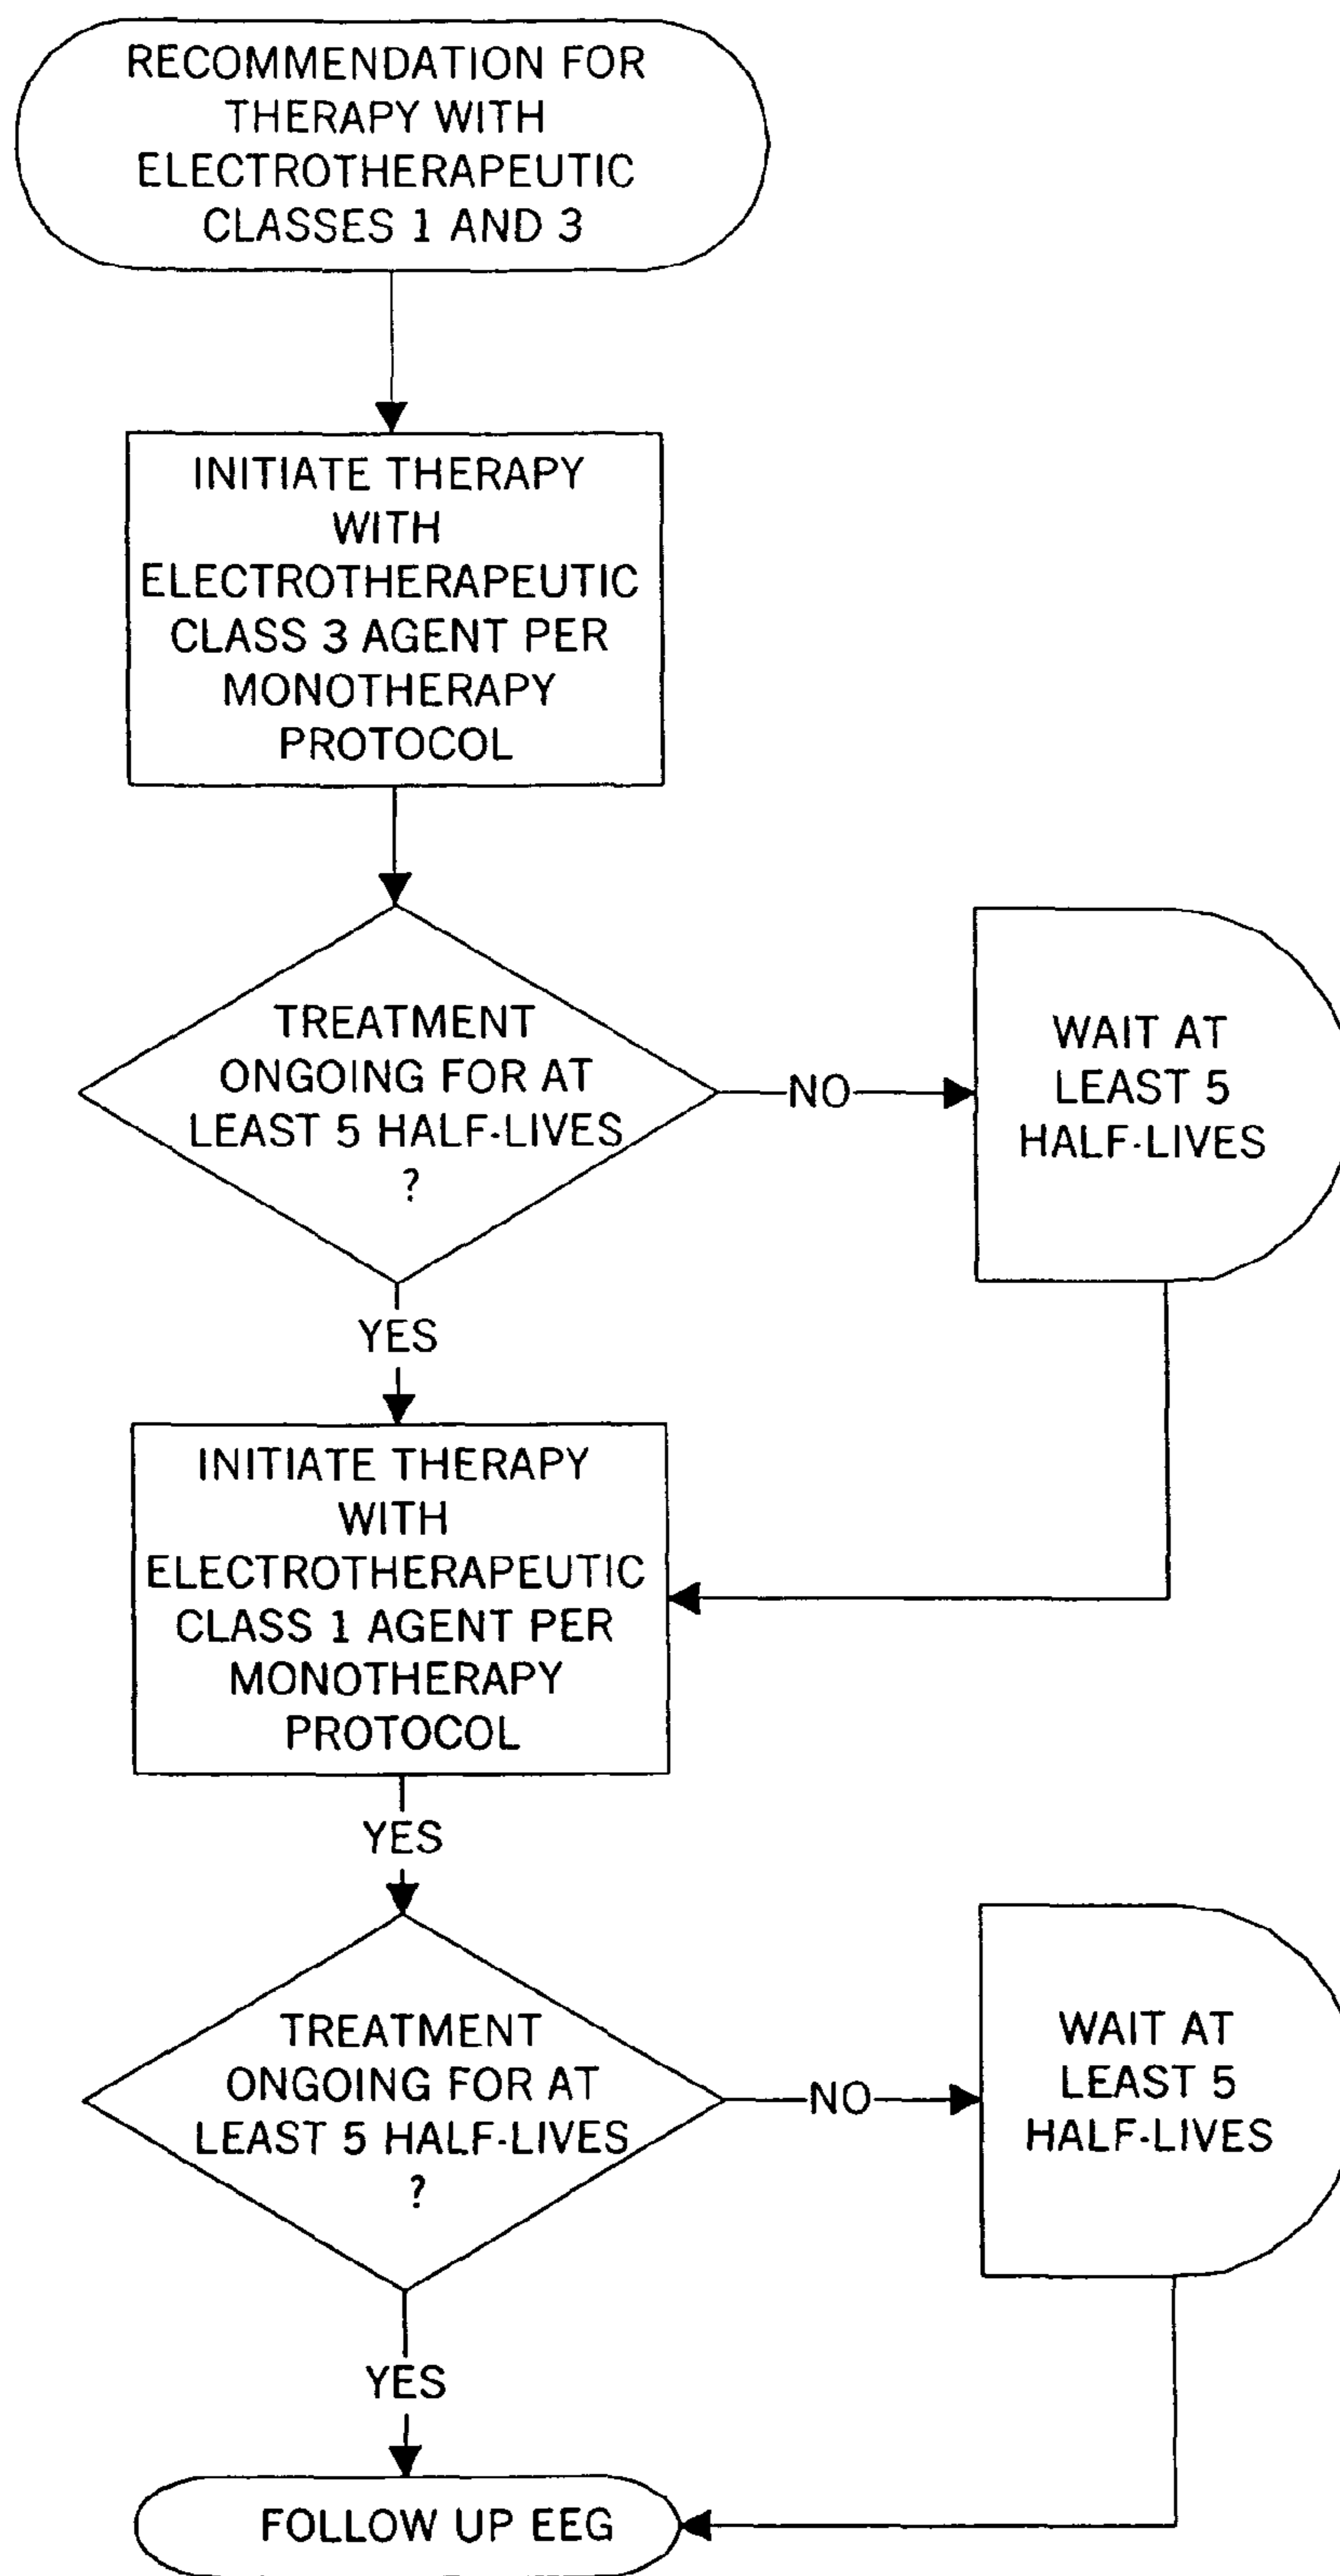 RECOMMENDATION FOR
THERAPY WITH
ELECTROTHERAPEUTIC
CLASSES 1 AND 3
INITIATE THERAPY
WITH
ELECTROTHERAPEUTIC
CLASS 3 AGENT PER
MONOTHERAPY
PROTOCOL
TREATMENT
ONGOING FOR AT
LEAST 5 HALF-LIVES
?
NO
WAIT AT
LEAST 5
HALF-LIVES
YES
INITIATE THERAPY
WITH
ELECTROTHERAPEUTIC
CLASS 1 AGENT PER
MONOTHERAPY
PROTOCOL
YES
TREATMENT
ONGOING FOR AT
LEAST 5 HALF-LIVES
?
NO
WAIT AT
LEAST 5
HALF-LIVES
YES
FOLLOW UP EEG